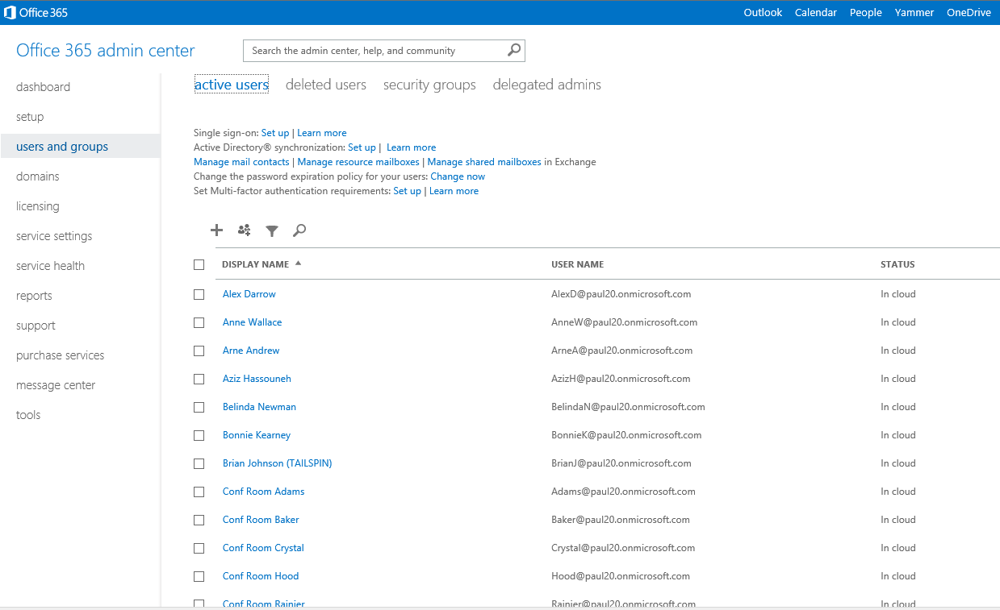 Office 365 Outlook Calendar People Yammer OneDrive
Office 365 admin center
Search the admin center, help, and community
dashboard
setup
users and groups
domains
licensing
service settings
service health
reports
support
purchase services
message center
tools
active users deleted users security groups delegated admins
Single sign-on: Set up | Learn more
Active Directory® synchronization: Set up | Learn more
Manage mail contacts | Manage resource mailboxes | Manage shared mailboxes in Exchange
Change the password expiration policy for your users: Change now
Set Multi-factor authentication requirements: Set up | Learn more
DISPLAY NAME USER NAME STATUS
Alex Darrow AlexD@paul20.onmicrosoft.com In cloud
Anne Wallace AnneW@paul20.onmicrosoft.com In cloud
Arne Andrew ArneA@paul20.onmicrosoft.com In cloud
Aziz Hassouneh AzizH@paul20.onmicrosoft.com In cloud
Belinda Newman BelindaN@paul20.onmicrosoft.com In cloud
Bonnie Kearney BonnieK@paul20.onmicrosoft.com In cloud
Brian Johnson (TAILSPIN) BrianJ@paul20.onmicrosoft.com In cloud
Conf Room Adams Adams@paul20.onmicrosoft.com In cloud
Conf Room Baker Baker@paul20.onmicrosoft.com In cloud
Conf Room Crystal Crystal@paul20.onmicrosoft.com In cloud
Conf Room Hood Hood@paul20.onmicrosoft.com In cloud
Conf Room Rainier Rainier@paul20.onmicrosoft.com In cloud